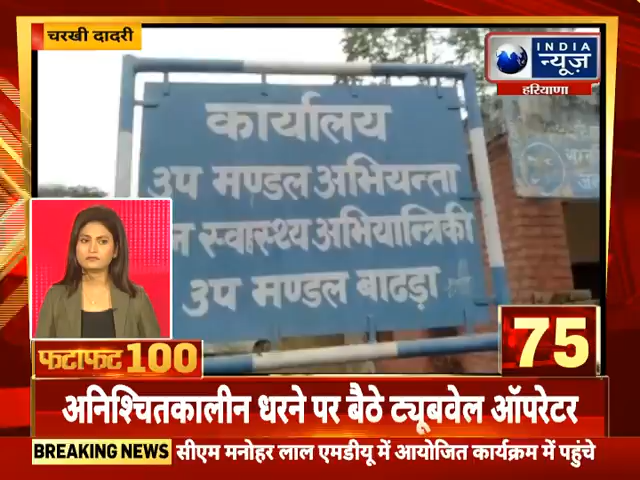 चरखी दादरी
INDIA
न्यूज़
हरियाणा
कार्यालय
उप मण्डल अभियन्ता
स्वास्थ्य अभियान्त्रिकी
उप मण्डल बाढड़ा
75
फटाफट 100
अनिश्चितकालीन धरने पर बैठे ट्यूबवेल ऑपरेटर
BREAKING NEWS
सीएम मनोहर लाल एमडीयू में आयोजित कार्यक्रम में पहुंचे